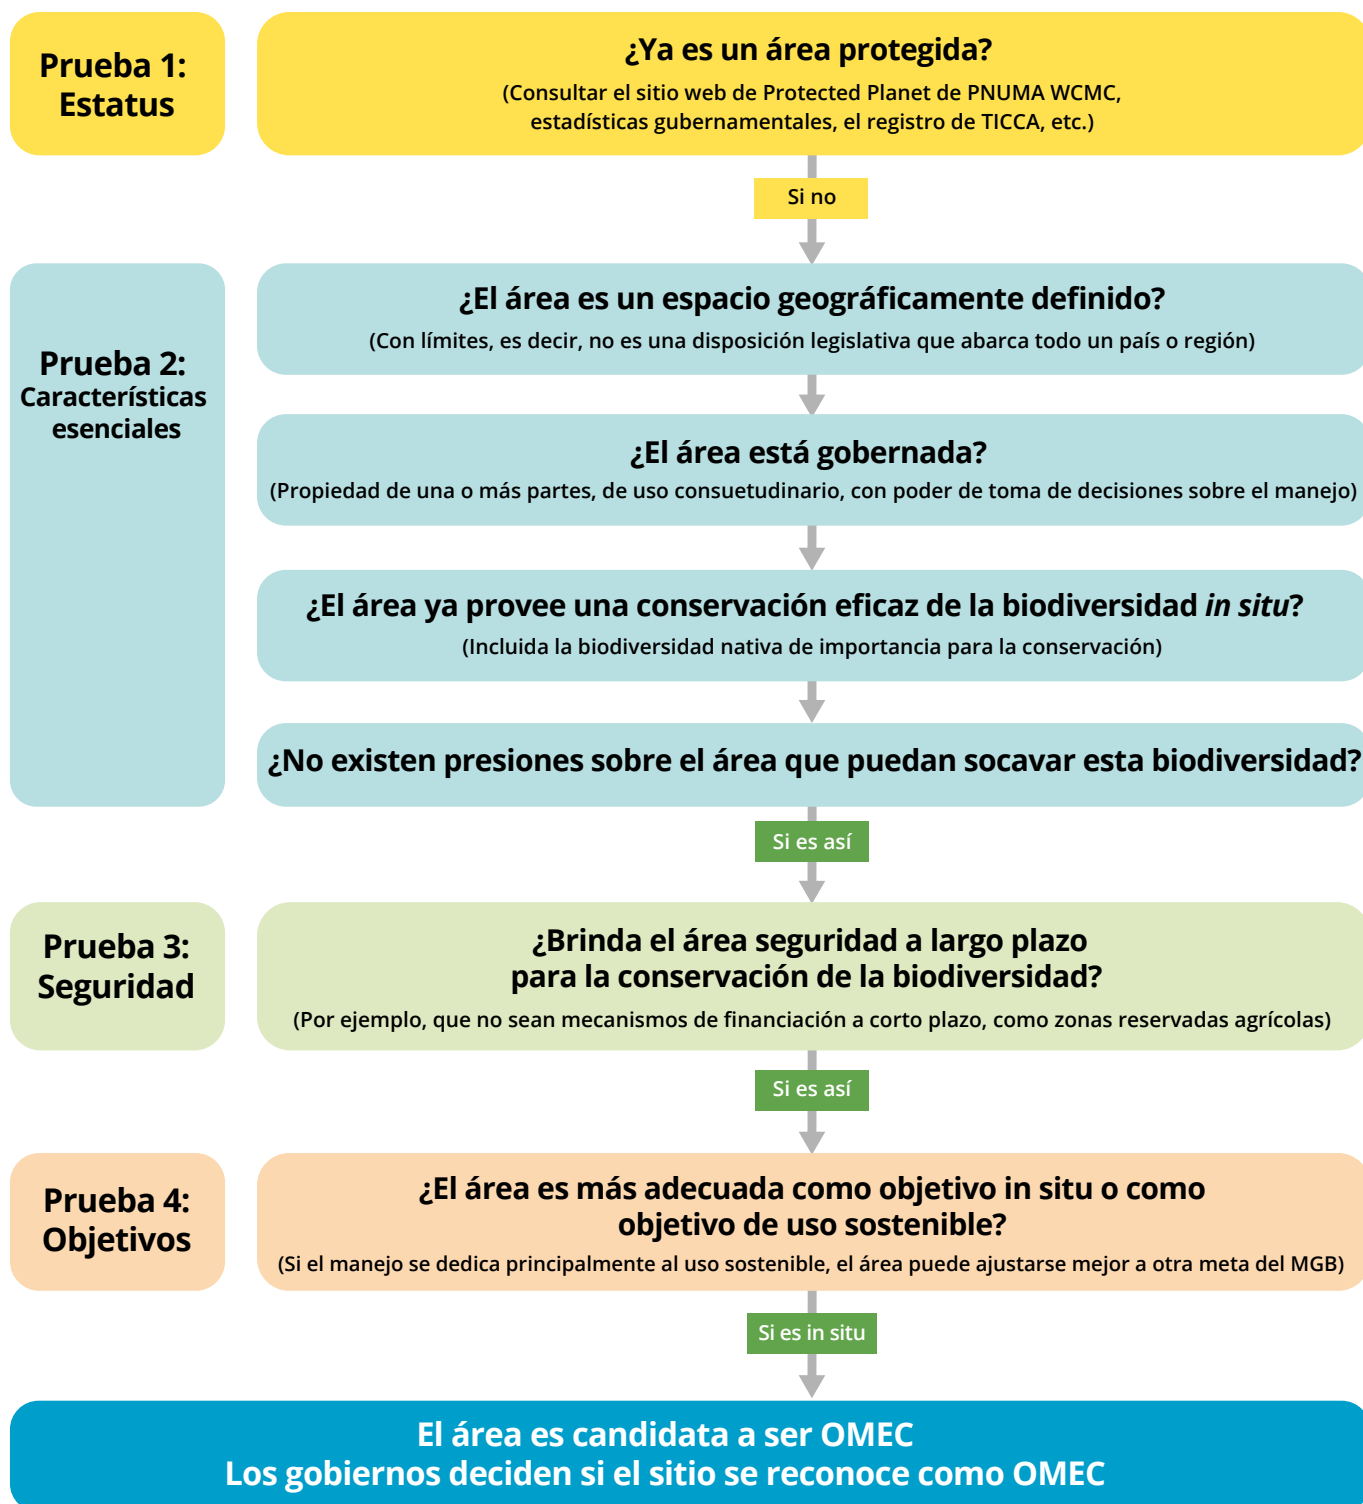 Prueba 1:
Estatus
¿Ya es un área protegida?
(Consultar el sitio web de Protected Planet de PNUMA WCMC,
estadísticas gubernamentales, el registro de TICCA, etc.)
Si no
Prueba 2:
Características
esenciales
¿El área es un espacio geográficamente definido?
(Con límites, es decir, no es una disposición legislativa que abarca todo un país o región)
¿El área está gobernada?
(Propiedad de una o más partes, de uso consuetudinario, con poder de toma de decisiones sobre el manejo)
¿El área ya provee una conservación eficaz de la biodiversidad in situ?
(Incluida la biodiversidad nativa de importancia para la conservación)
¿No existen presiones sobre el área que puedan socavar esta biodiversidad?
Si es así
Prueba 3:
Seguridad
¿Brinda el área seguridad a largo plazo
para la conservación de la biodiversidad?
(Por ejemplo, que no sean mecanismos de financiación a corto plazo, como zonas reservadas agrícolas)
Si es así
Prueba 4:
Objetivos
¿El área es más adecuada como objetivo in situ o como
objetivo de uso sostenible?
(Si el manejo se dedica principalmente al uso sostenible, el área puede ajustarse mejor a otra meta del MGB)
Si es in situ
El área es candidata a ser OMEC
Los gobiernos deciden si el sitio se reconoce como OMEC